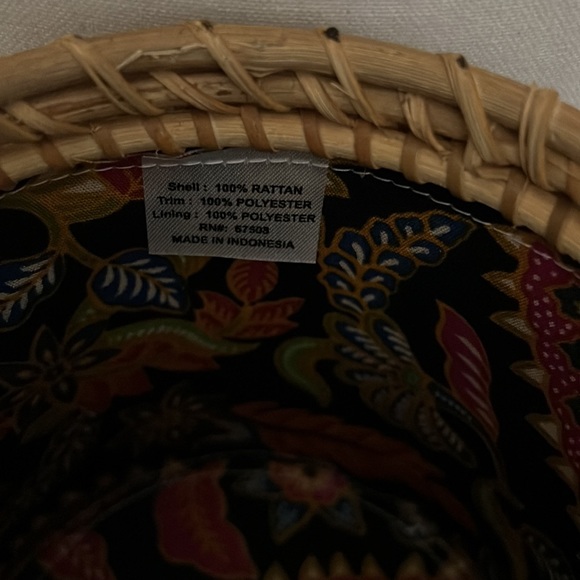 Shell : 100% RATTAN
Trim : 100% POLYESTER
Lining : 100% POLYESTER
RN#: 67508
MADE IN INDONESIA